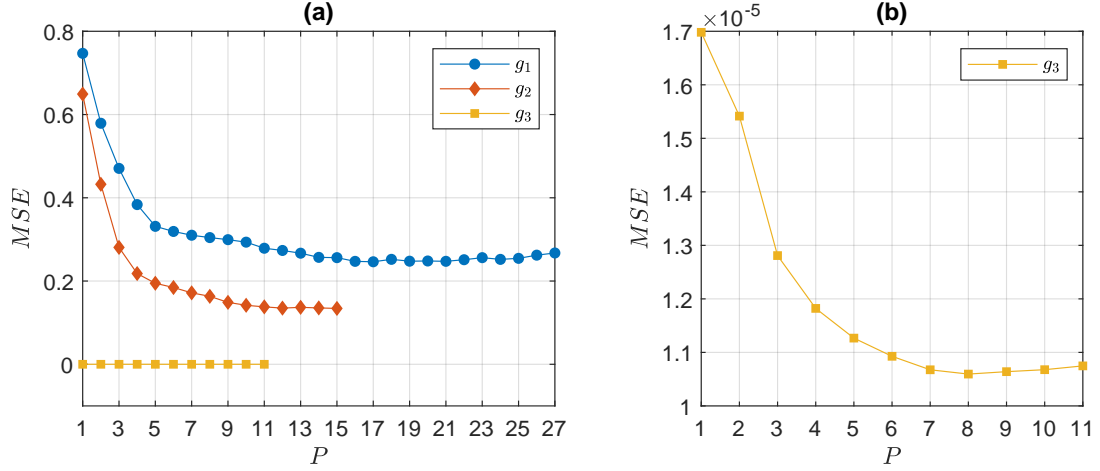 (a)
0.8
0.6
0.4
0.2
0
MSE
1 3 5 7 9 11 13 15 17 19 21 23 25 27
P
g₁
g₂
g₃
(b)
×10⁻⁵
1.7
1.6
1.5
1.4
1.3
1.2
1.1
1
MSE
1 2 3 4 5 6 7 8 9 10 11
P
g₃